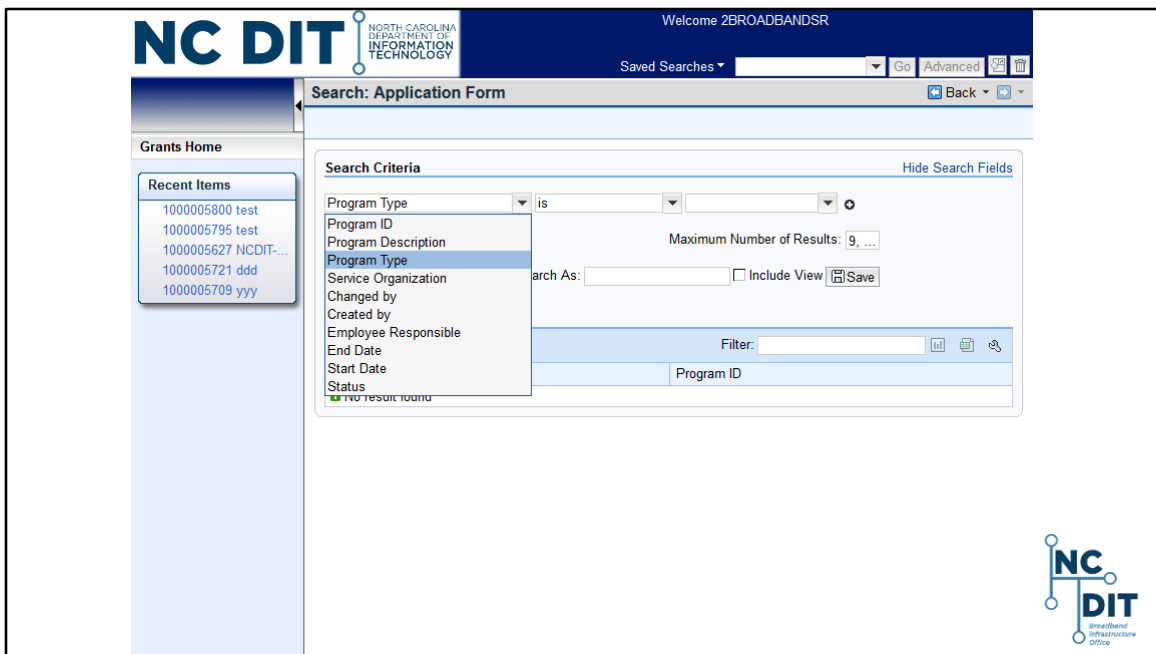 NC DIT
NORTH CAROLINA
DEPARTMENT OF
INFORMATION
TECHNOLOGY
Welcome 2BROADBANDSR
Saved Searches
Go
Advanced
Search: Application Form
Back
Grants Home
Recent Items
1000005800 test
1000005795 test
1000005627 NCDIT-...
1000005721 ddd
1000005709 yyy
Search Criteria
Hide Search Fields
Program Type
is
Program ID
Program Description
Program Type
Service Organization
Changed by
Created by
Employee Responsible
End Date
Start Date
Status
Maximum Number of Results: 9, ...
arch As:
Include View
Save
Filter:
Program ID
No result found
NC
DIT
Broadband
Infrastructure
Office